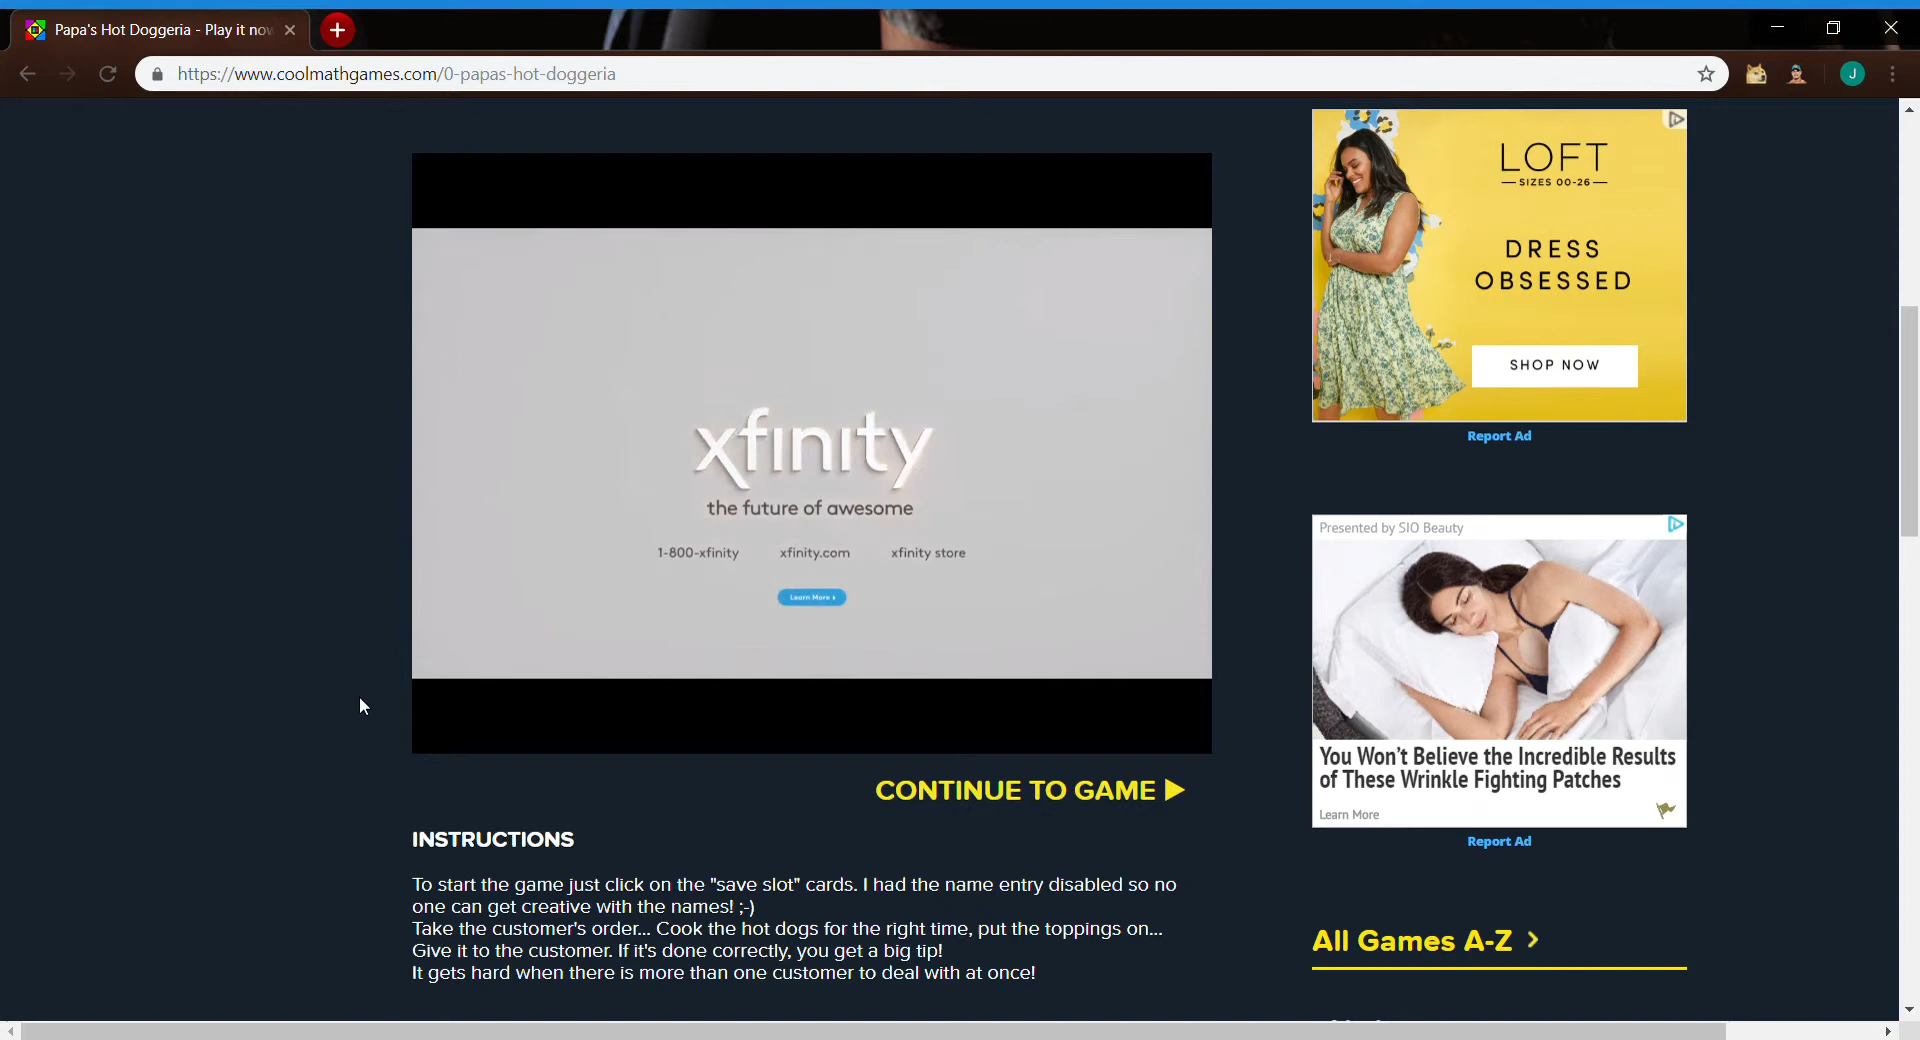 Papa's Hot Doggeria - Play it now
https://www.coolmathgames.com/0-papas-hot-doggeria
J
LOFT
SIZES 00-26
DRESS
OBSESSED
SHOP NOW
Report Ad
xfinity
the future of awesome
1-800-xfinity xfinity.com xfinity store
Learn More
Presented by SIO Beauty
You Won't Believe the Incredible Results
of These Wrinkle Fighting Patches
Learn More
Report Ad
CONTINUE TO GAME
INSTRUCTIONS
To start the game just click on the "save slot" cards. I had the name entry disabled so no
one can get creative with the names! ;-)
Take the customer's order... Cook the hot dogs for the right time, put the toppings on...
Give it to the customer. If it's done correctly, you get a big tip!
It gets hard when there is more than one customer to deal with at once!
All Games A-Z